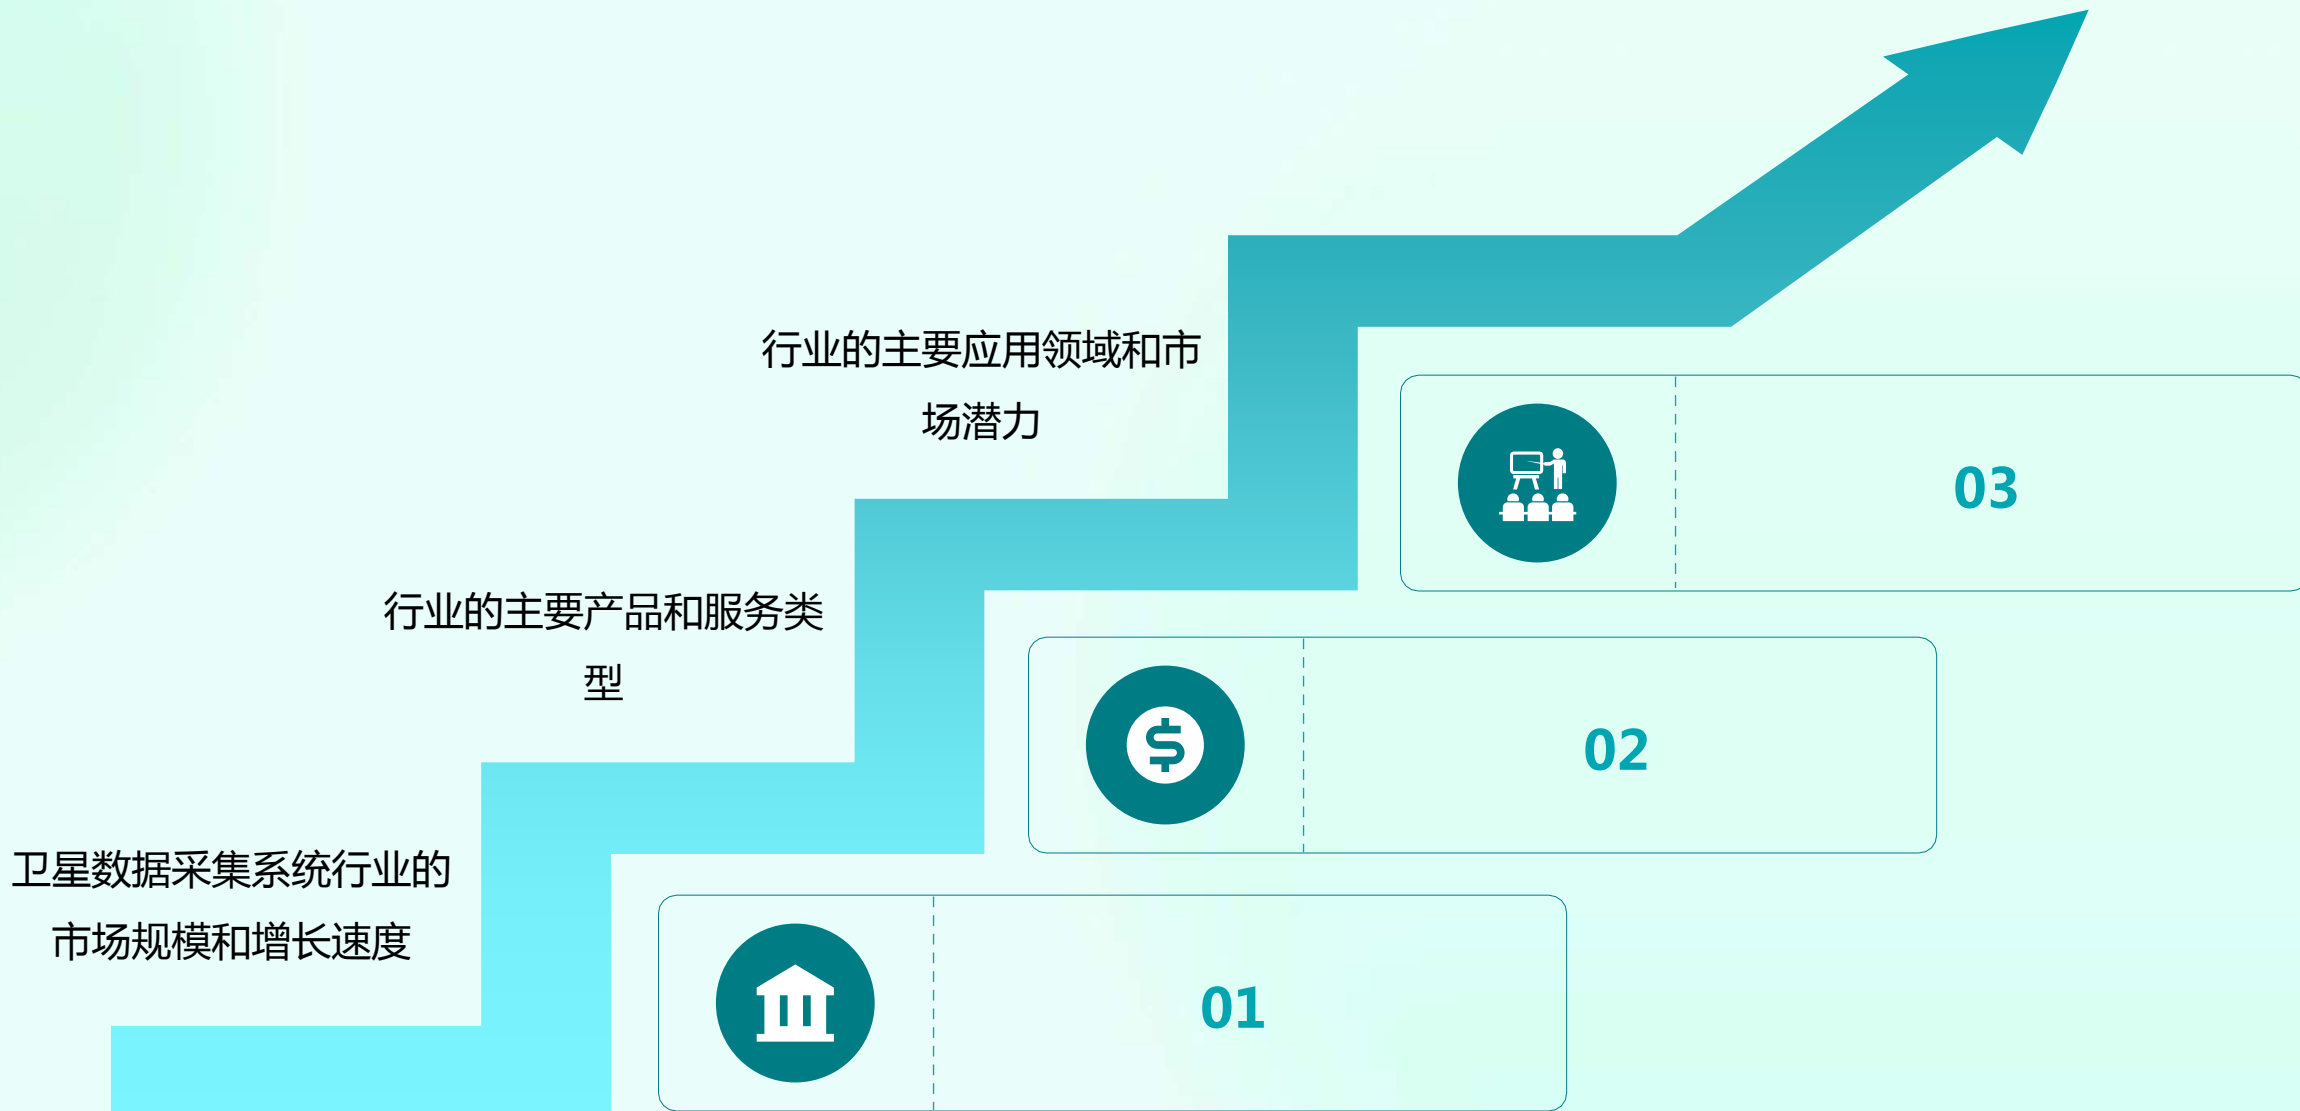 行业的主要应用领域和市
场潜力
03
行业的主要产品和服务类
型
02
卫星数据采集系统行业的
市场规模和增长速度
01